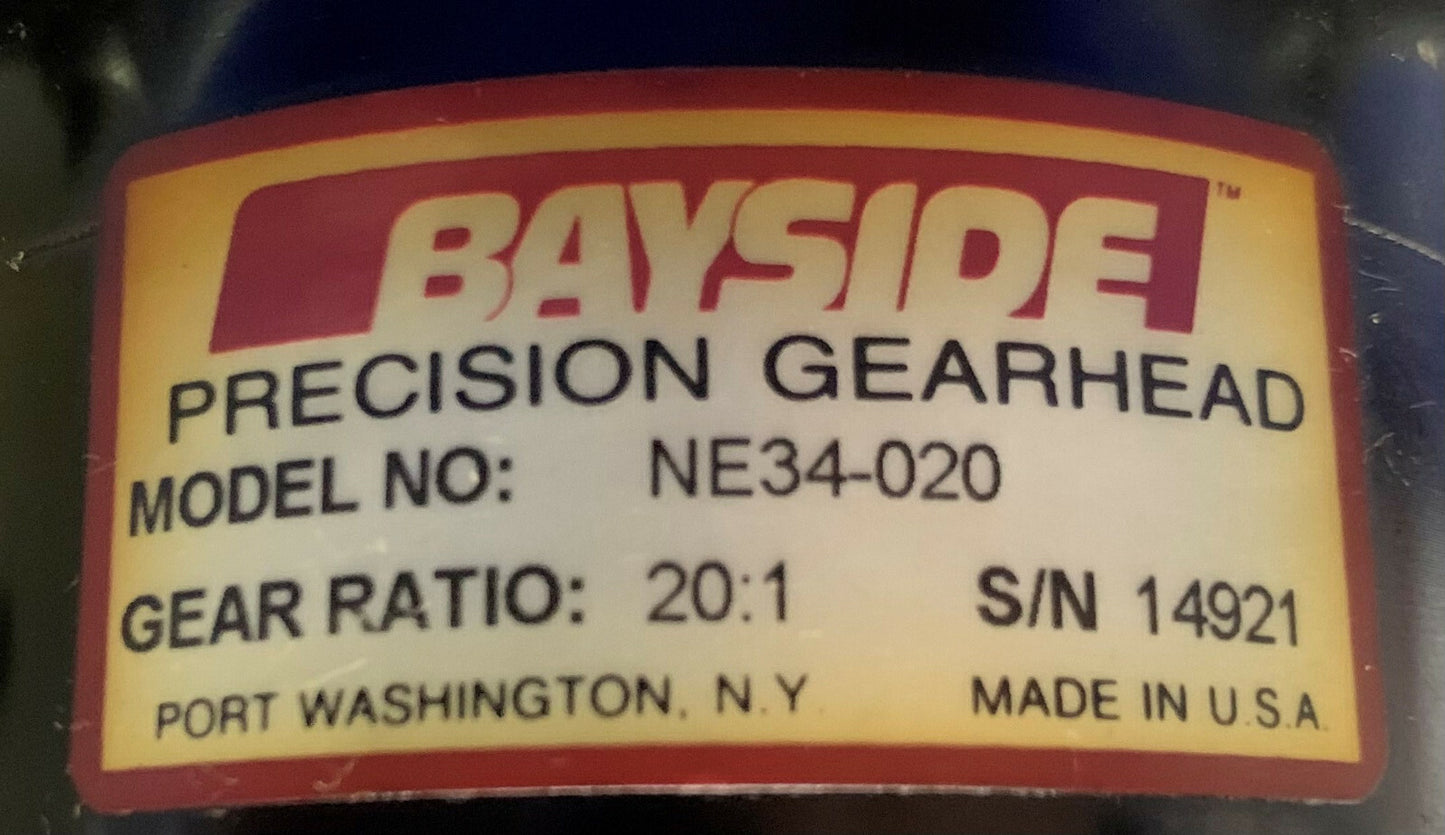 BAYSIDE™
PRECISION GEARHEAD
MODEL NO: NE34-020
GEAR RATIO: 20:1 S/N 14921
PORT WASHINGTON, N.Y. MADE IN U.S.A.